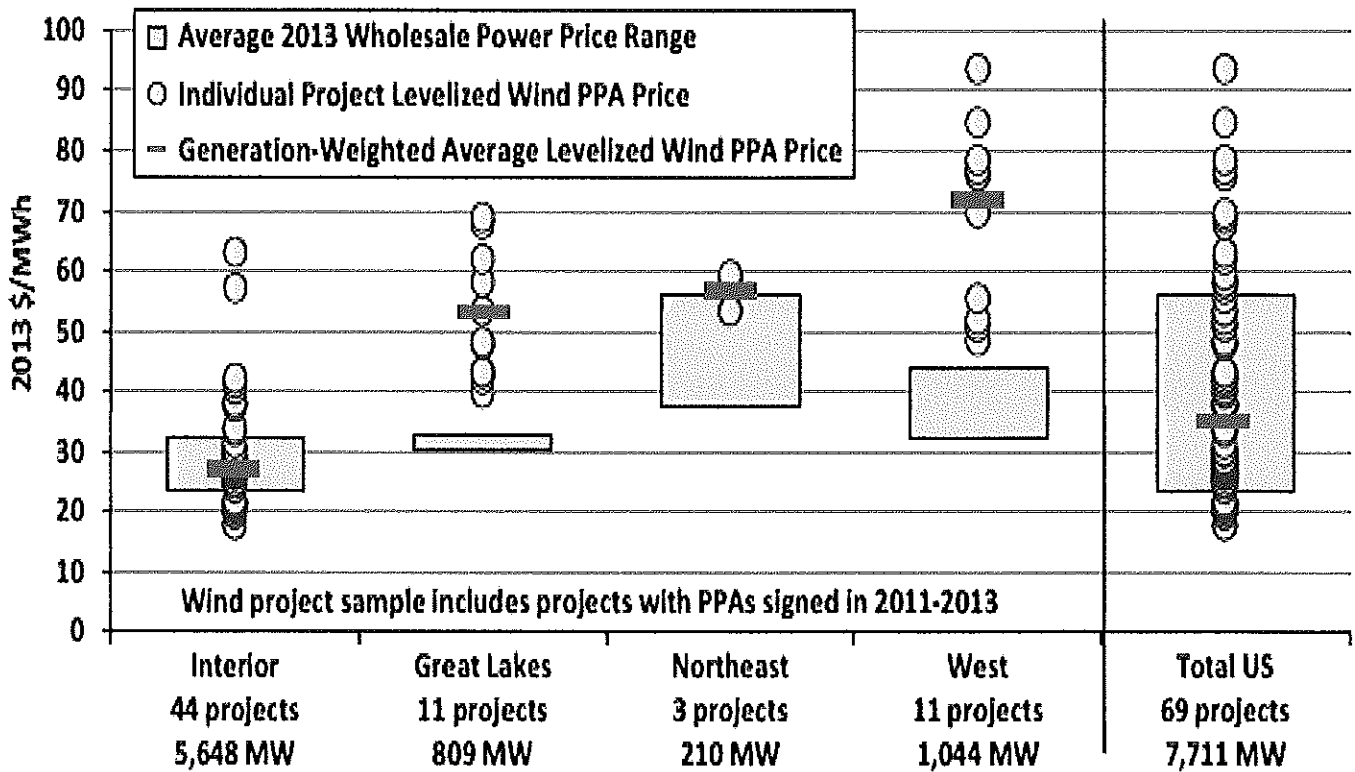 Average 2013 Wholesale Power Price Range
Individual Project Levelized Wind PPA Price
Generation-Weighted Average Levelized Wind PPA Price
2013 $/MWh
100
90
80
70
60
50
40
30
20
10
0
Wind project sample includes projects with PPAs signed in 2011-2013
Interior
44 projects
5,648 MW
Great Lakes
11 projects
809 MW
Northeast
3 projects
210 MW
West
11 projects
1,044 MW
Total US
69 projects
7,711 MW